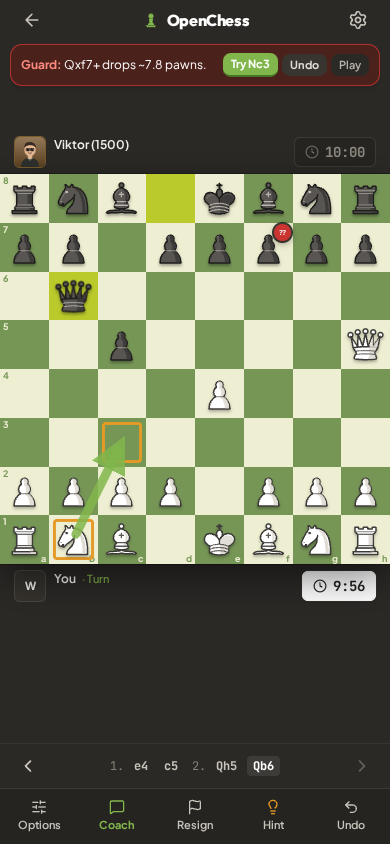 OpenChess
Guard: Qxf7+ drops ~7.8 pawns. Try Nc3 Undo Play
Viktor (1500) 10:00
8
7
??
6
5
4
3
2
1
a b c d e f g h
W You · Turn 9:56
1. e4 c5 2. Qh5 Qb6
Options Coach Resign Hint Undo